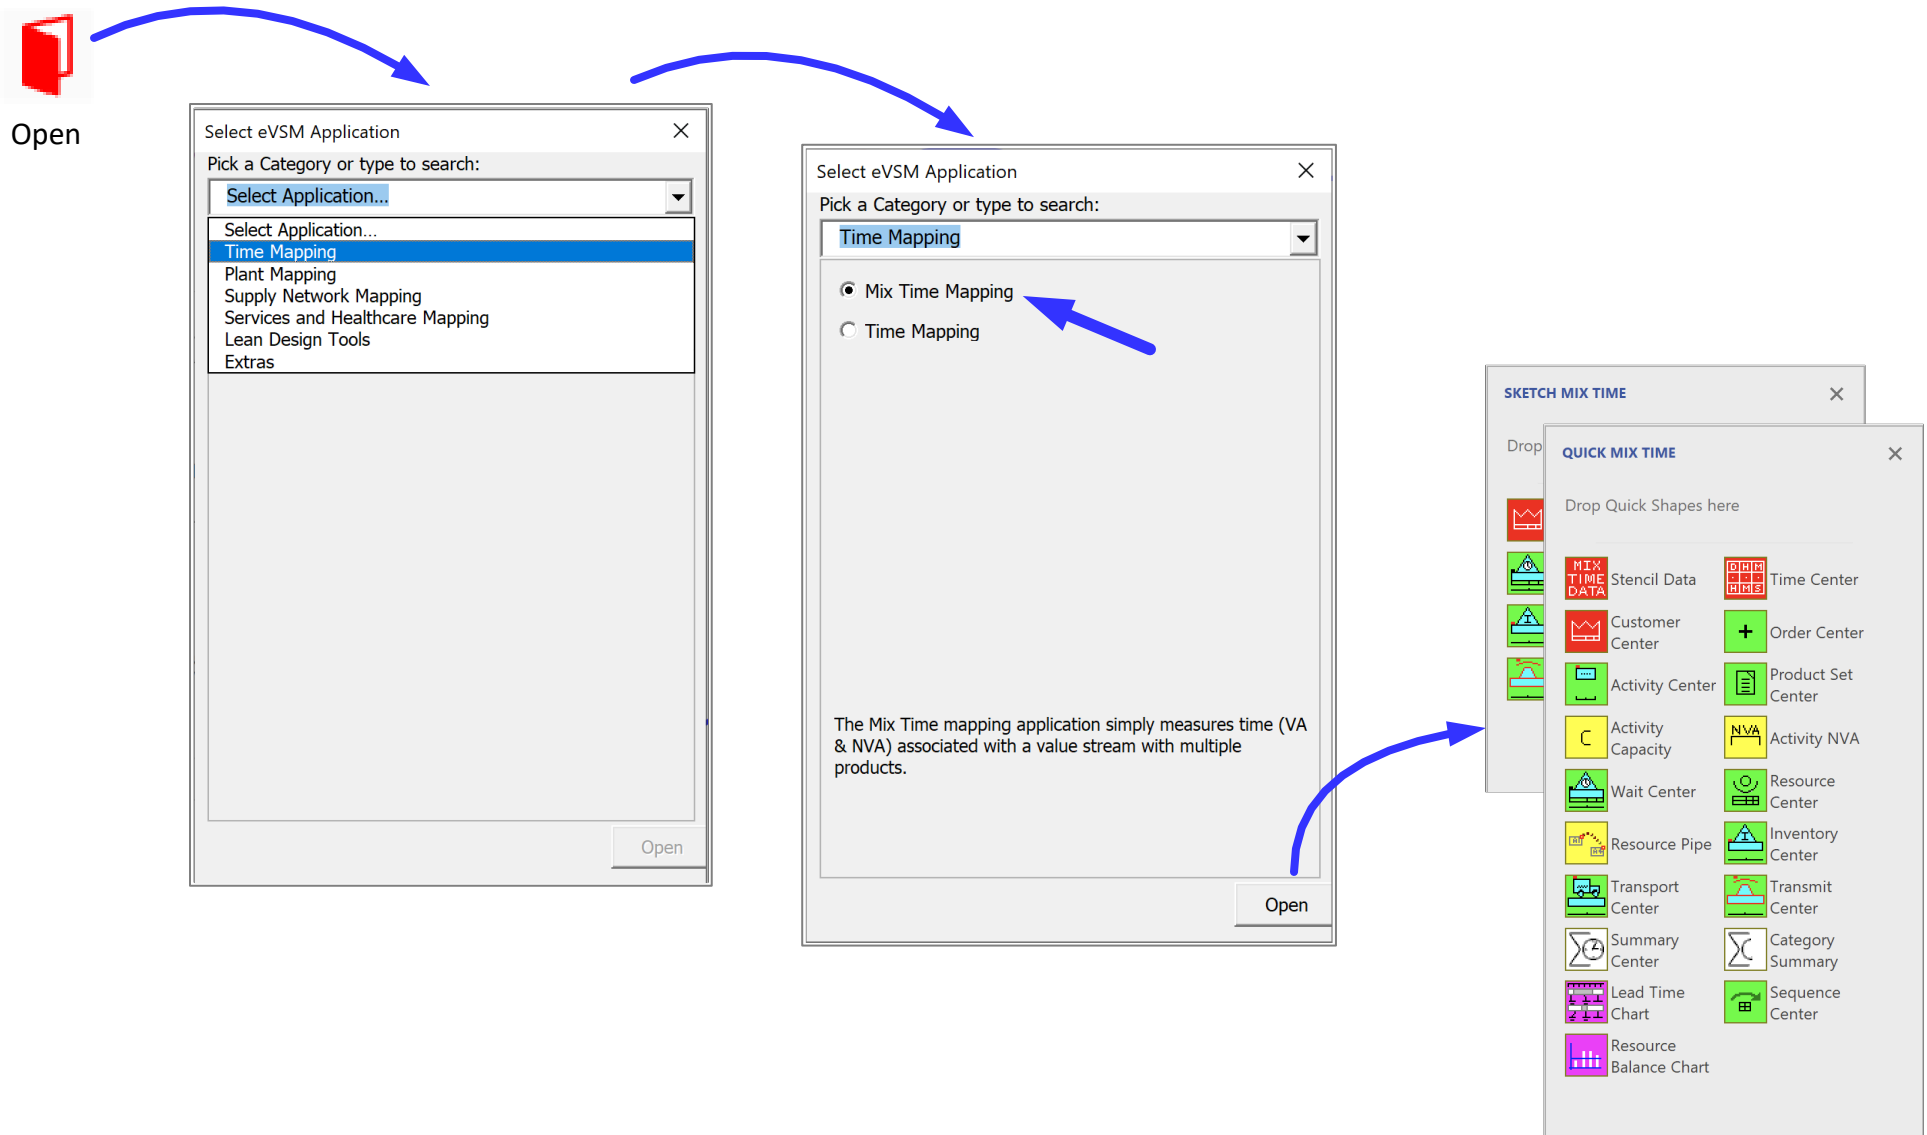 Open
Select eVSM Application
Pick a Category or type to search:
Select Application...
Select Application...
Time Mapping
Plant Mapping
Supply Network Mapping
Services and Healthcare Mapping
Lean Design Tools
Extras
Open
Select eVSM Application
Pick a Category or type to search:
Time Mapping
Mix Time Mapping
Time Mapping
The Mix Time mapping application simply measures time (VA
& NVA) associated with a value stream with multiple
products.
Open
SKETCH MIX TIME
Drop
QUICK MIX TIME
Drop Quick Shapes here
MIX
TIME
DATA
Stencil Data
D H M
H M S
Time Center
Customer
Center
Order Center
Activity Center
Product Set
Center
C
Activity
Capacity
NVA
Activity NVA
Wait Center
Resource
Center
Resource Pipe
I
Inventory
Center
Transport
Center
Transmit
Center
Summary
Center
Category
Summary
Lead Time
Chart
Sequence
Center
Resource
Balance Chart